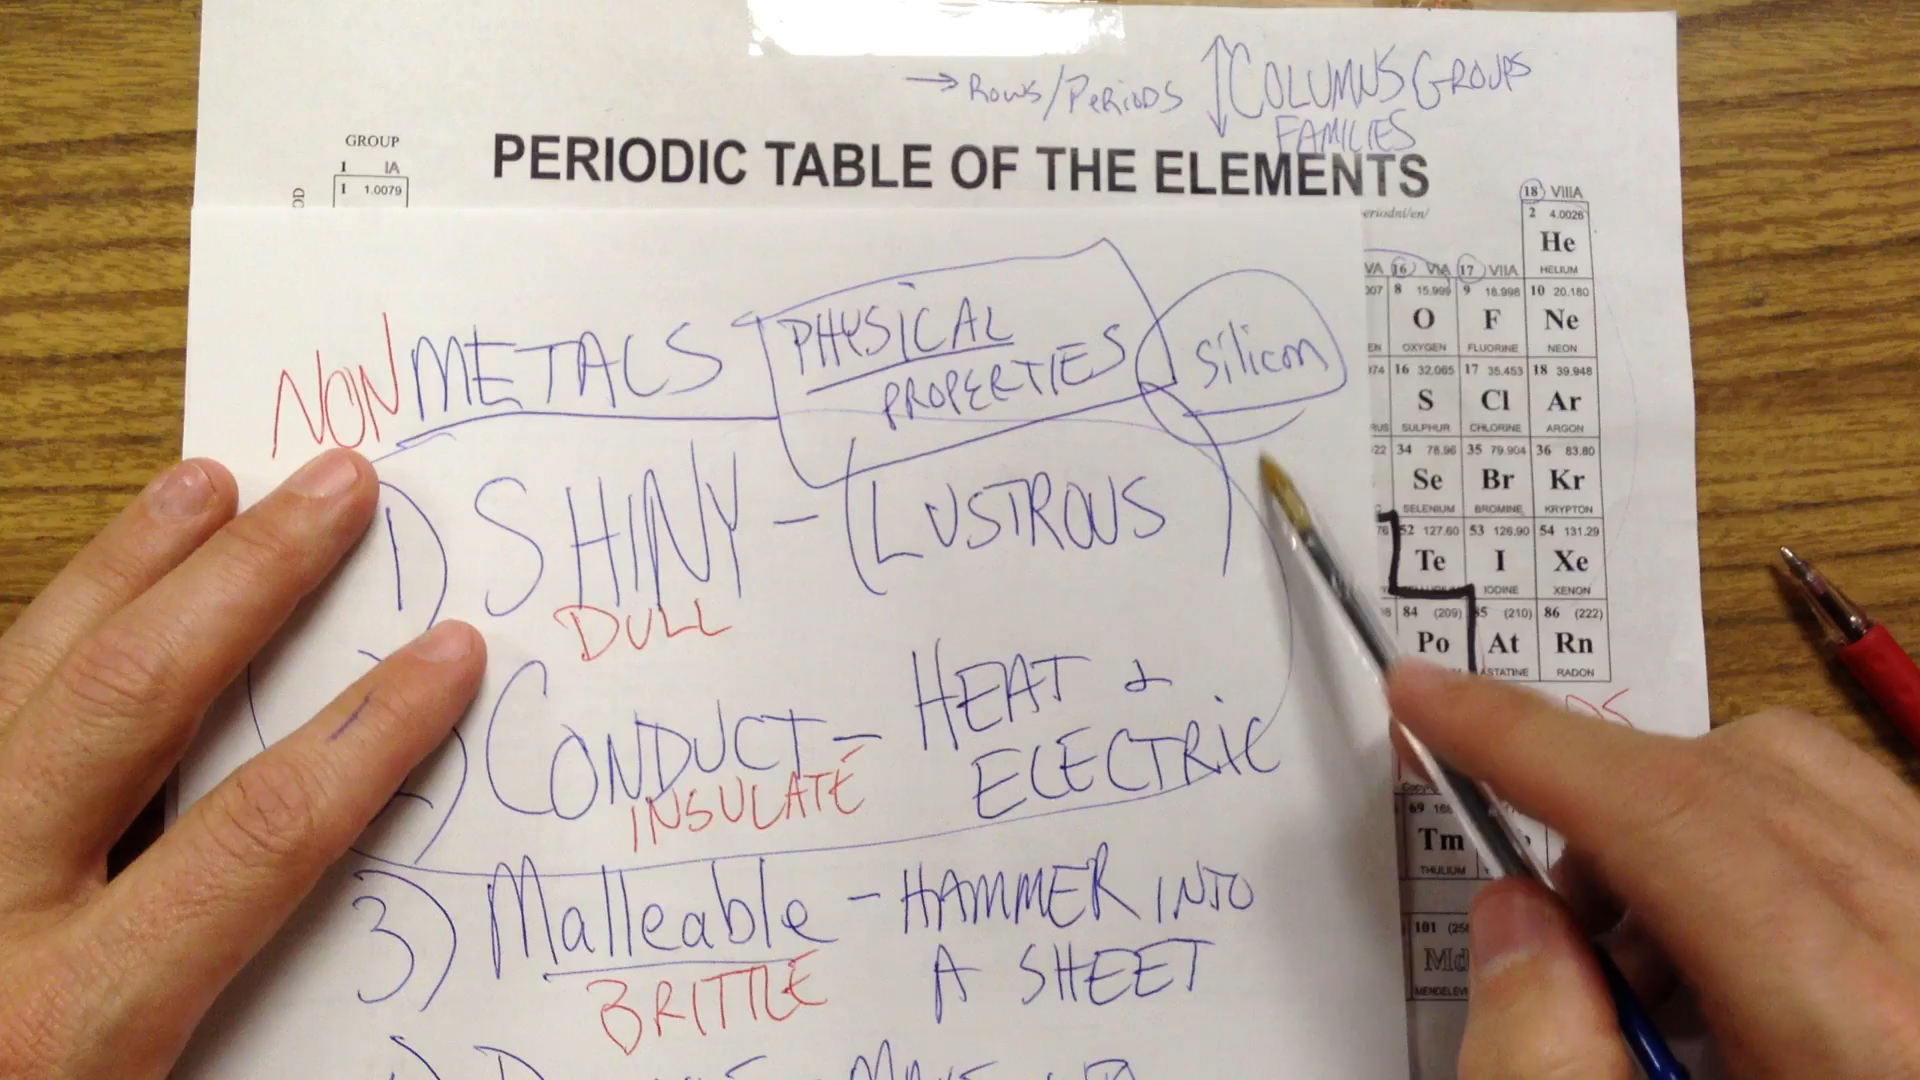 → Rows/Periods ↕ COLUMNS GROUPS
FAMILIES
GROUP
1 IA
1 1.0079
PERIODIC TABLE OF THE ELEMENTS
18 VIIIA
2 4.0026
He
HELIUM
VA 16 VIA 17 VIIA
8 15.999 9 18.998 10 20.180
O F Ne
OXYGEN FLUORINE NEON
16 32.065 17 35.453 18 39.948
S Cl Ar
SULPHUR CHLORINE ARGON
34 78.96 35 79.904 36 83.80
Se Br Kr
SELENIUM BROMINE KRYPTON
52 127.60 53 126.90 54 131.29
Te I Xe
IODINE XENON
84 (209) 85 (210) 86 (222)
Po At Rn
ASTATINE RADON
69
Tm
THULIUM
101
Md
NONMETALS PHYSICAL
PROPERTIES
silicon
1) SHINY - (LUSTROUS)
DULL
2) CONDUCT - HEAT &
ELECTRIC
INSULATE
3) Malleable - HAMMER INTO
A SHEET
BRITTLE